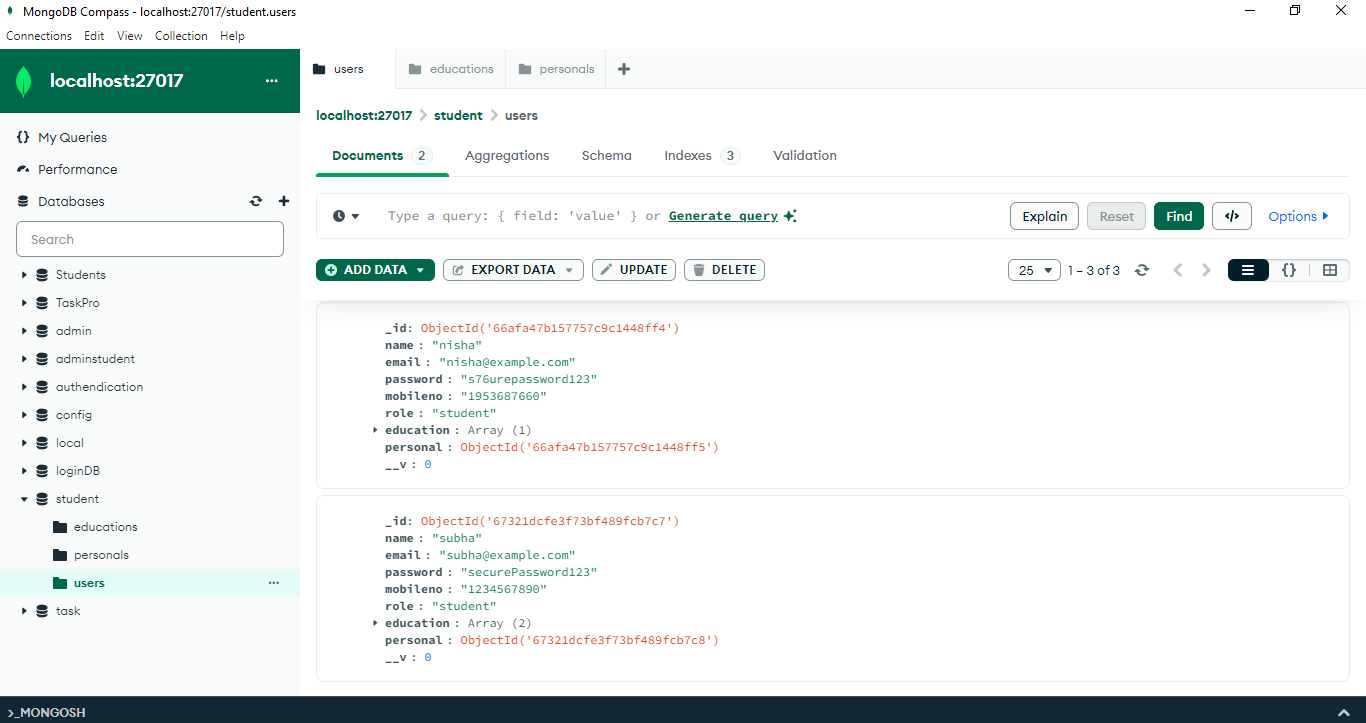 MongoDB Compass - localhost:27017/student.users
Connections Edit View Collection Help
localhost:27017 ...
{} My Queries
Performance
Databases
Search
Students
TaskPro
admin
adminstudent
authendication
config
local
loginDB
student
educations
personals
users ...
task
users educations personals +
localhost:27017 > student > users
Documents 2 Aggregations Schema Indexes 3 Validation
Type a query: { field: 'value' } or Generate query
Explain Reset Find </> Options
ADD DATA EXPORT DATA UPDATE DELETE
25 1 – 3 of 3 {}
_id: ObjectId('66afa47b157757c9c1448ff4')
name : "nisha"
email : "nisha@example.com"
password : "s76urepassword123"
mobileno : "1953687660"
role : "student"
education : Array (1)
personal : ObjectId('66afa47b157757c9c1448ff5')
__v : 0
_id: ObjectId('67321dcfe3f73bf489fcb7c7')
name : "subha"
email : "subha@example.com"
password : "securePassword123"
mobileno : "1234567890"
role : "student"
education : Array (2)
personal : ObjectId('67321dcfe3f73bf489fcb7c8')
__v : 0
>_MONGOSH